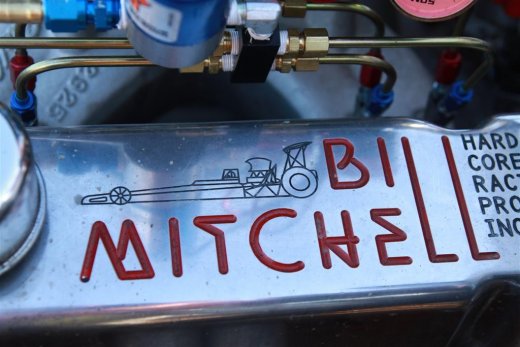 BILL
MITCHELL
HARD
CORE
RACI
PRO
INC